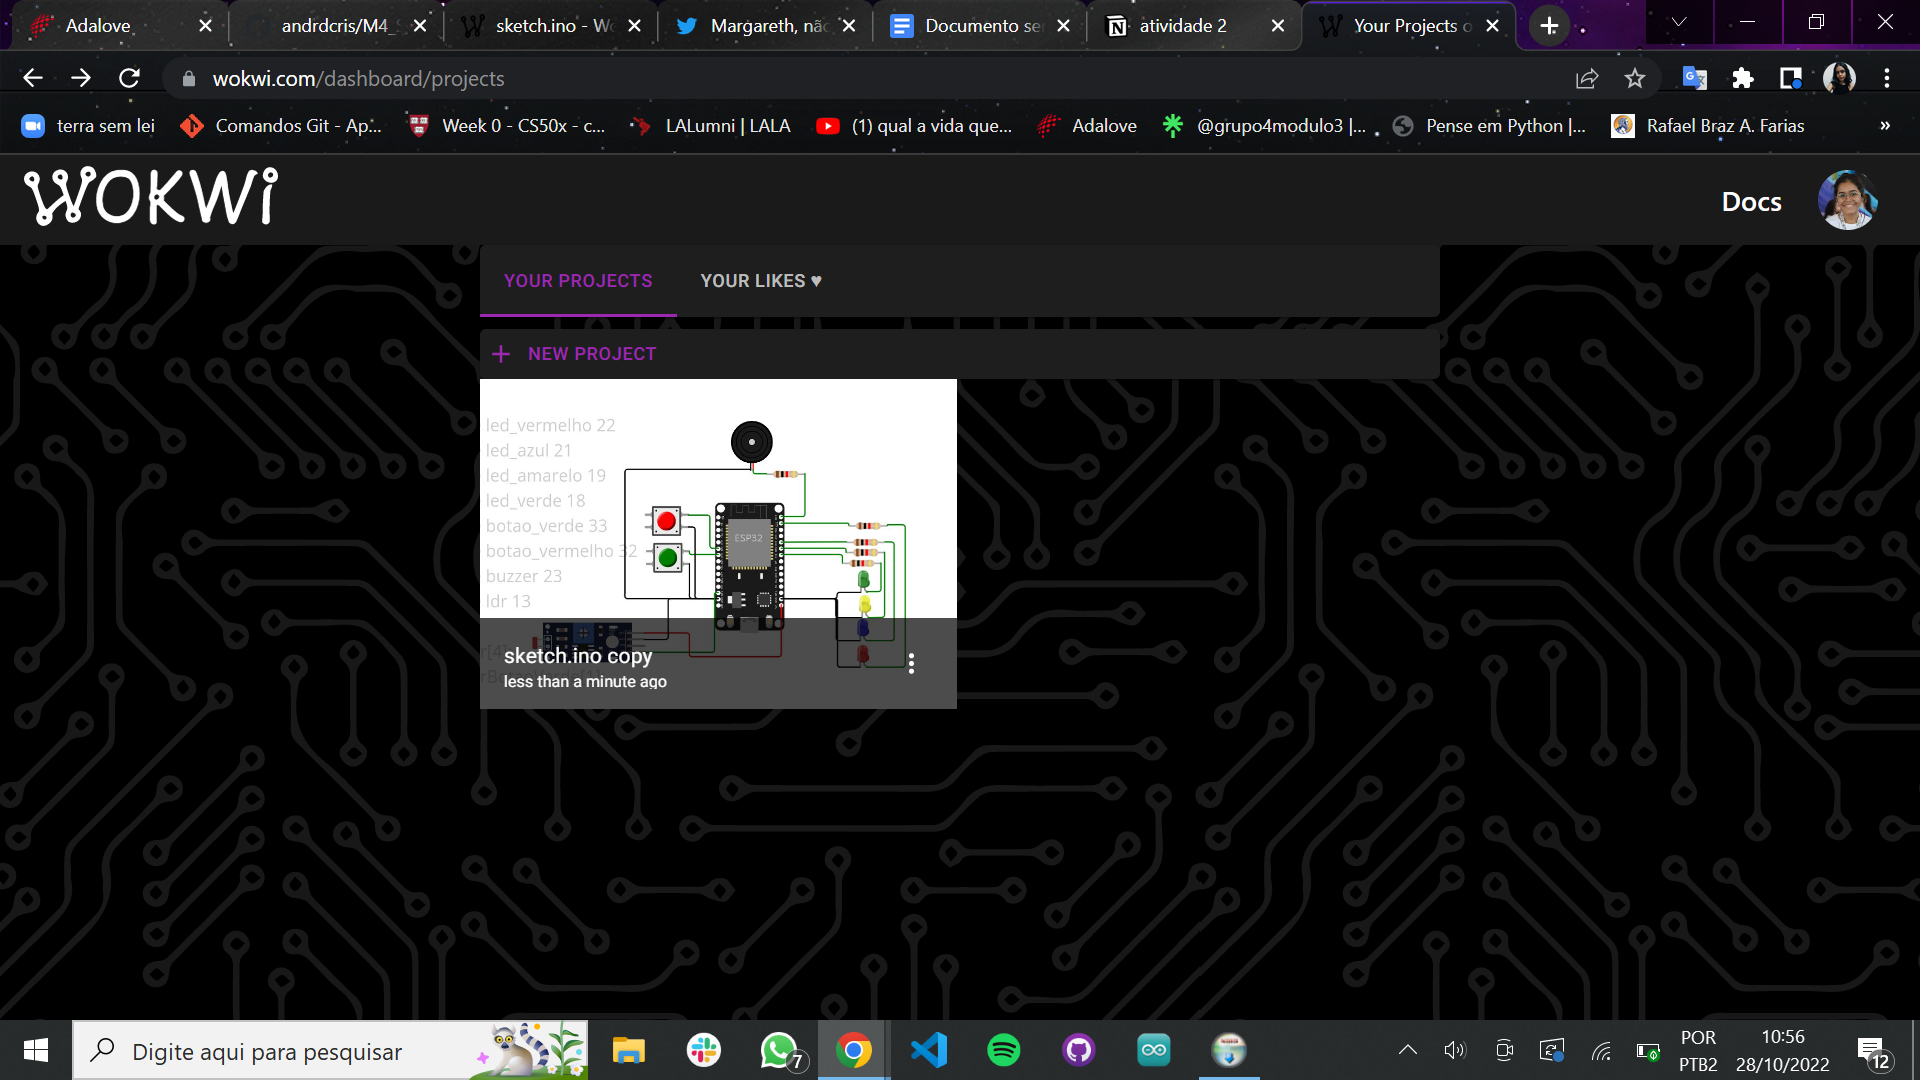 Adalove
andrdcris/M4_
sketch.ino - Wo
Margareth, não
Documento se
atividade 2
Your Projects o
wokwi.com/dashboard/projects
terra sem lei
Comandos Git - Ap...
Week 0 - CS50x - c...
LALumni | LALA
(1) qual a vida que...
Adalove
@grupo4modulo3 |...
Pense em Python |...
Rafael Braz A. Farias
»
WOKWi
Docs
YOUR PROJECTS
YOUR LIKES ♥
+ NEW PROJECT
led_vermelho 22
led_azul 21
led_amarelo 19
led_verde 18
botao_verde 33
botao_vermelho 32
buzzer 23
ldr 13
ESP32
sketch.ino copy
less than a minute ago
Digite aqui para pesquisar
7
POR
PTB2
10:56
28/10/2022
12